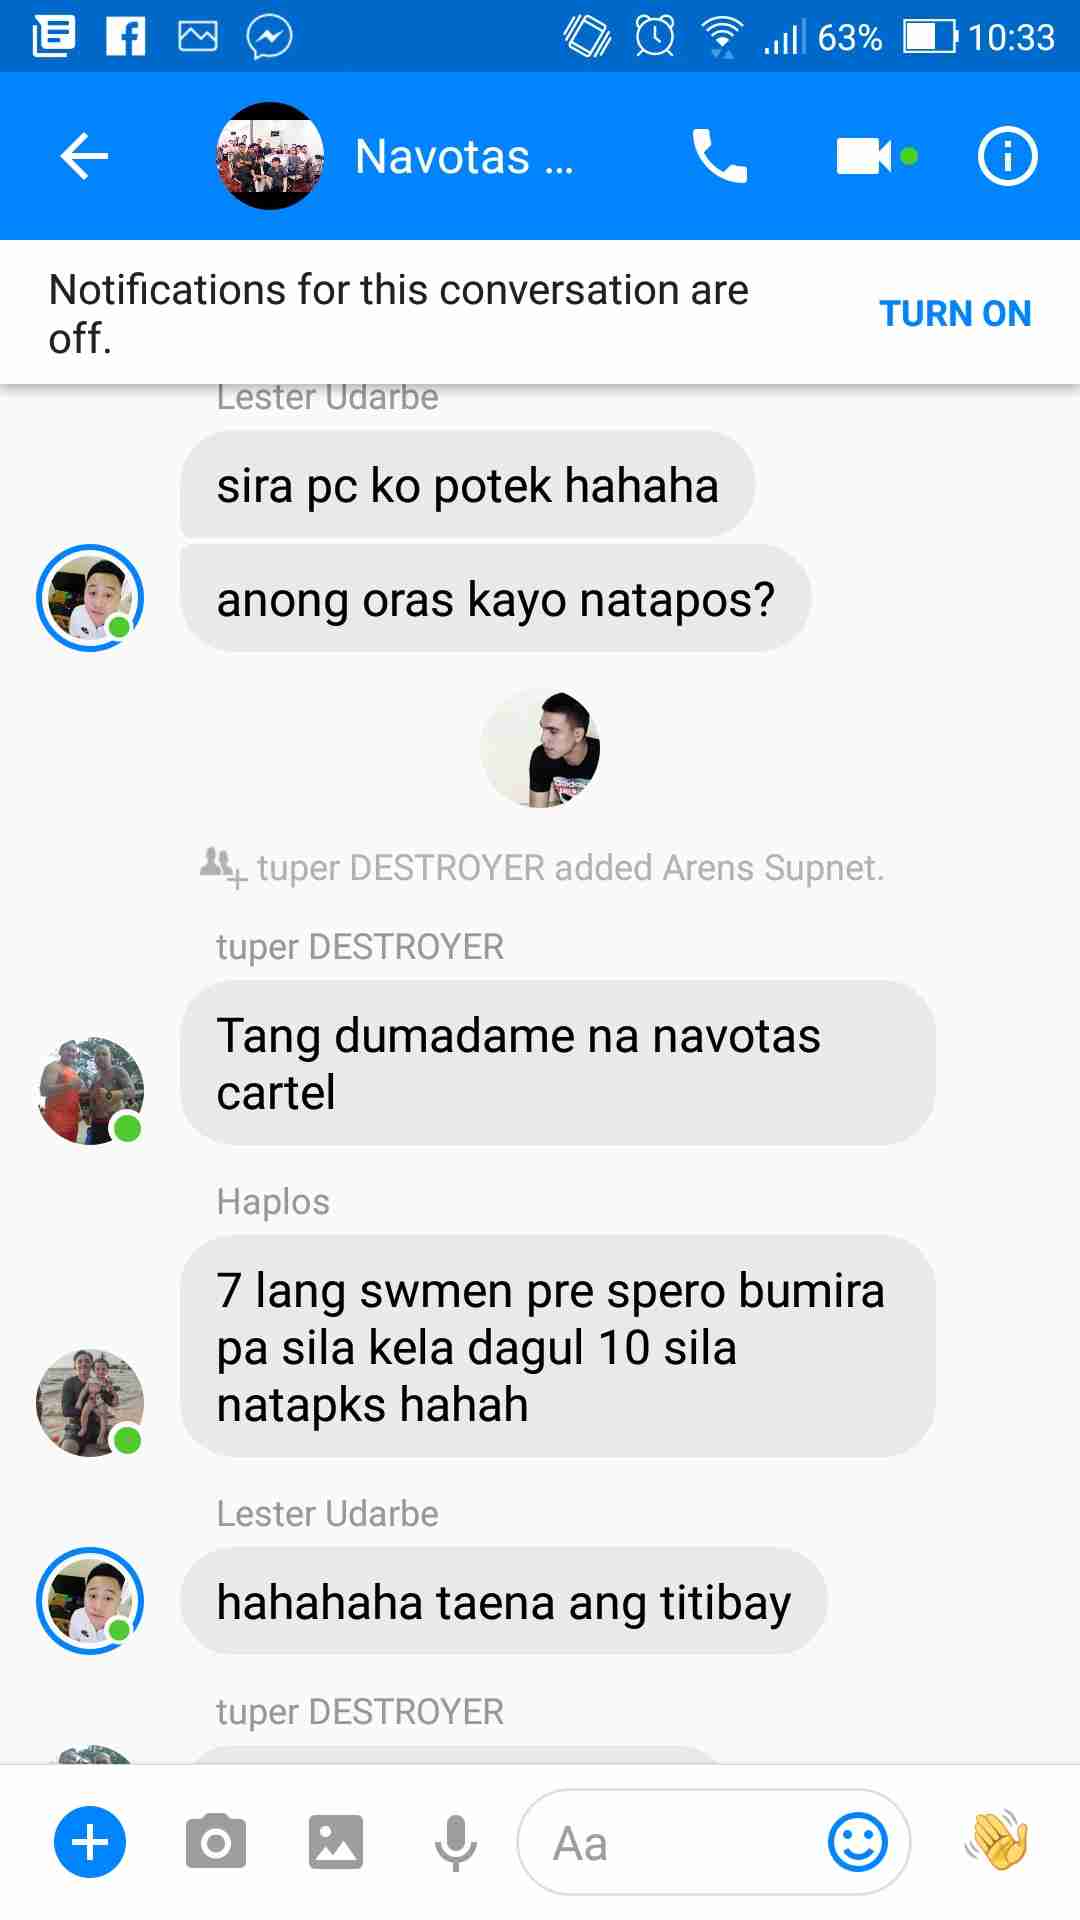 63% 10:33
Navotas ...
Notifications for this conversation are
off.
TURN ON
Lester Udarbe
sira pc ko potek hahaha
anong oras kayo natapos?
tuper DESTROYER added Arens Supnet.
tuper DESTROYER
Tang dumadame na navotas
cartel
Haplos
7 lang swmen pre spero bumira
pa sila kela dagul 10 sila
natapks hahah
Lester Udarbe
hahahaha taena ang titibay
tuper DESTROYER
Aa